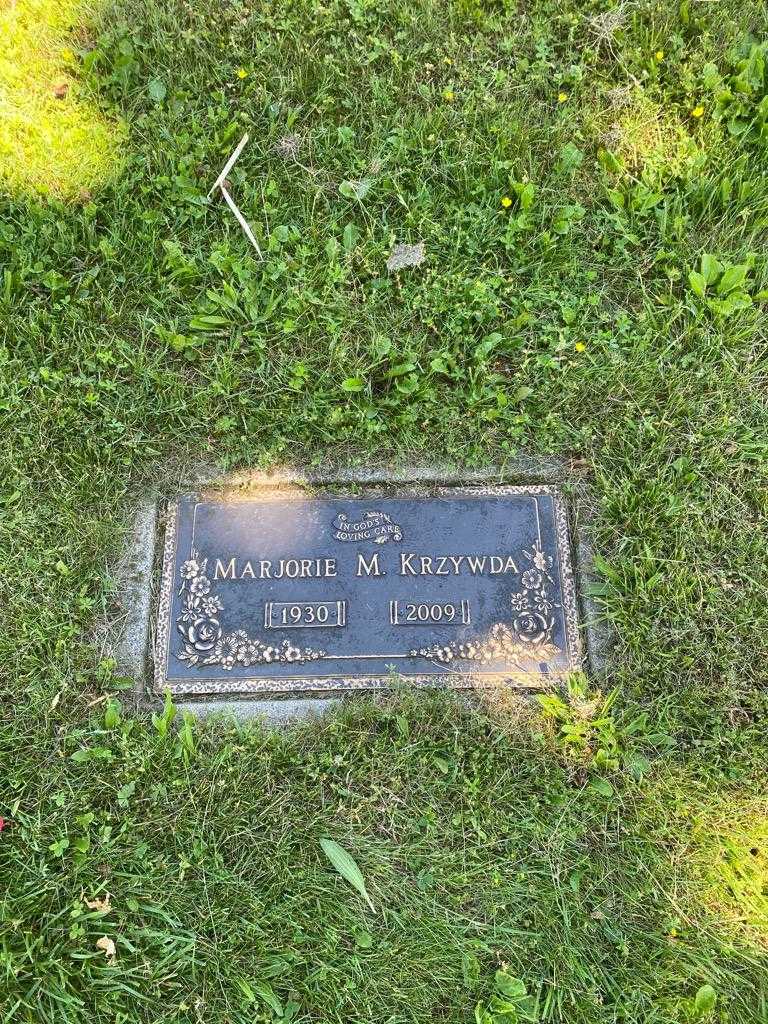 IN GOD'S
LOVING CARE
MARJORIE M. KRZYWDA
1930 2009